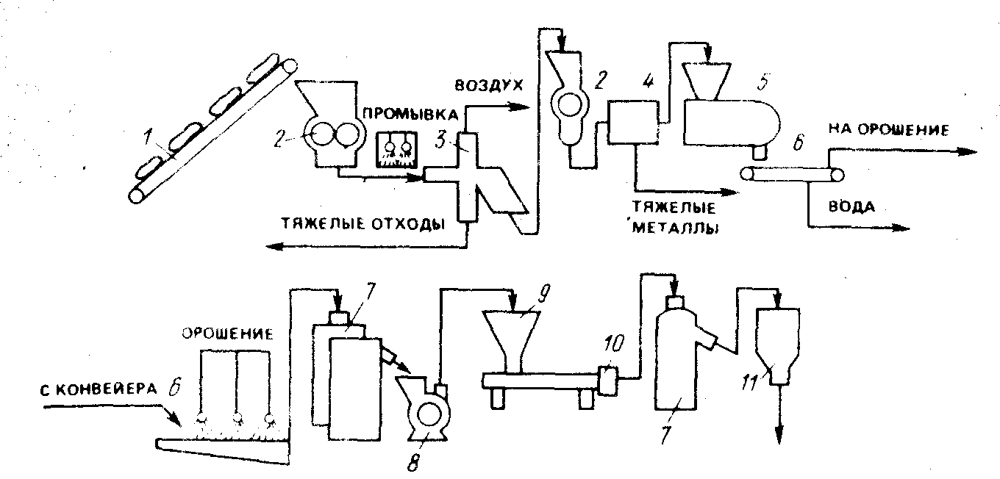 1
2
ПРОМЫВКА
3
ВОЗДУХ
ТЯЖЕЛЫЕ ОТХОДЫ
2
4
ТЯЖЕЛЫЕ
МЕТАЛЛЫ
5
6
НА ОРОШЕНИЕ
ВОДА
С КОНВЕЙЕРА 6
ОРОШЕНИЕ
7
8
9
10
7
11